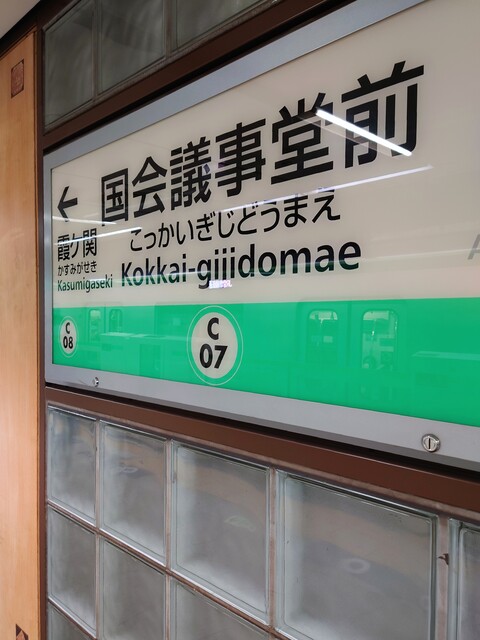 ← 国会議事堂前
こっかいぎじどうまえ
Kokkai-gijidomae
C
07
霞ケ関
かすみがせき
Kasumigaseki
C
08